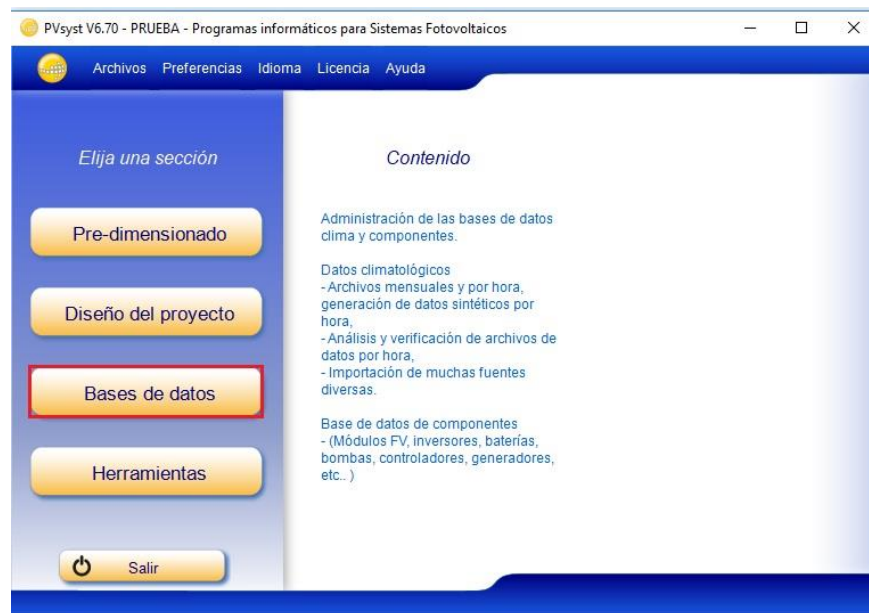 PVsyst V6.70 - PRUEBA - Programas informáticos para Sistemas Fotovoltaicos
Archivos Preferencias Idioma Licencia Ayuda
Elija una sección
Pre-dimensionado
Diseño del proyecto
Bases de datos
Herramientas
Salir
Contenido
Administración de las bases de datos
clima y componentes.
Datos climatológicos
- Archivos mensuales y por hora,
generación de datos sintéticos por
hora,
- Análisis y verificación de archivos de
datos por hora,
- Importación de muchas fuentes
diversas.
Base de datos de componentes
- (Módulos FV, inversores, baterías,
bombas, controladores, generadores,
etc.. )